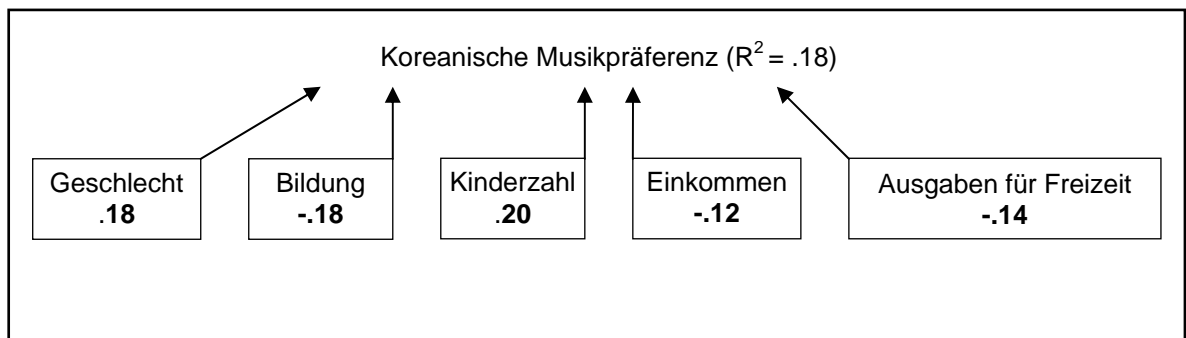 Koreanische Musikpräferenz (R² = .18)
Geschlecht
.18
Bildung
-.18
Kinderzahl
.20
Einkommen
-.12
Ausgaben für Freizeit
-.14